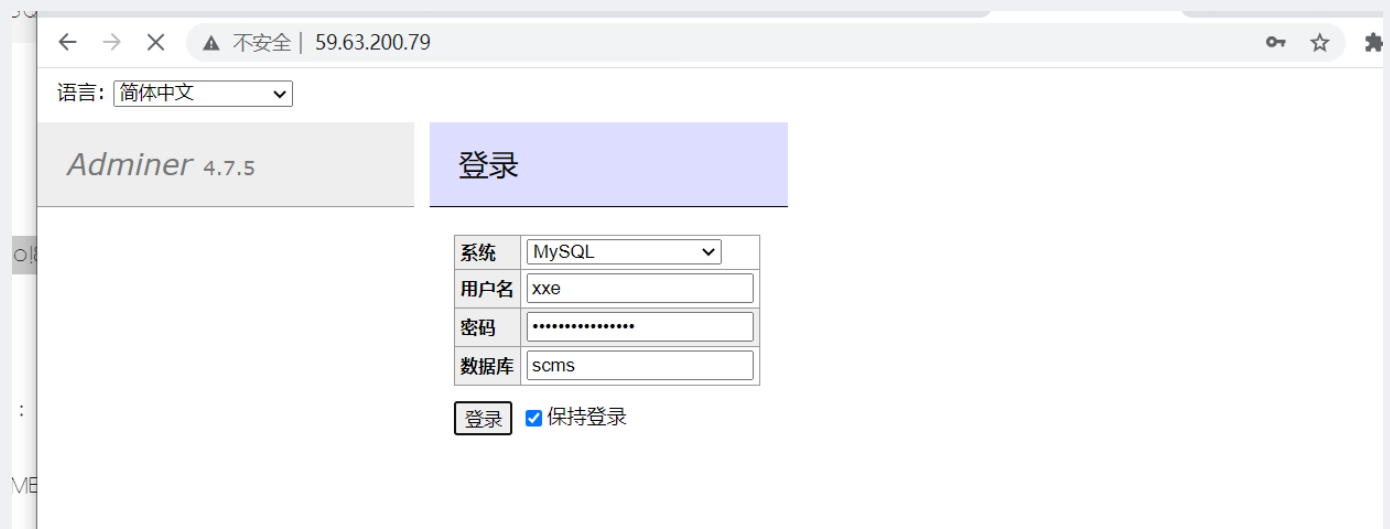 不安全 59.63.200.79
语言: 简体中文
Adminer 4.7.5
登录
系统 MySQL
用户名 xxe
密码 ••••••••••••••••
数据库 scms
登录 保持登录